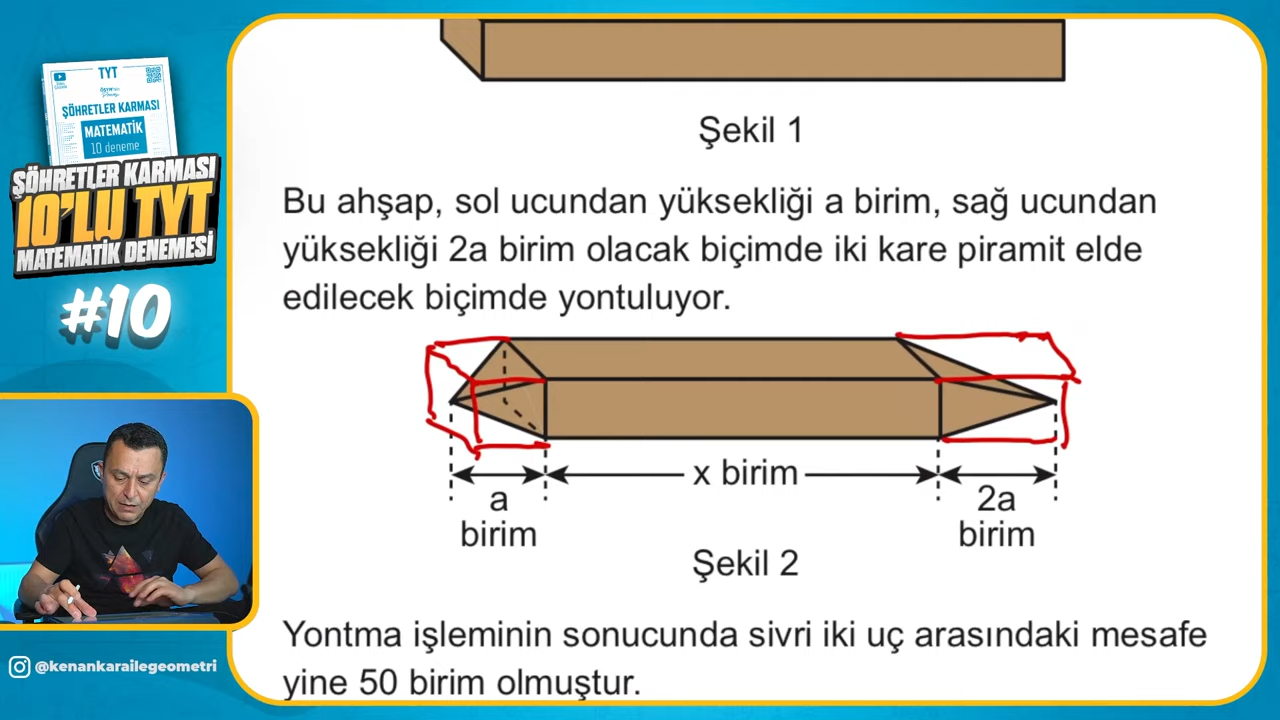 TYT
ŞÖHRETLER KARMASI
MATEMATİK
10 deneme
ŞÖHRETLER KARMASI
10'LU TYT
MATEMATİK DENEMESİ
#10
Şekil 1
Bu ahşap, sol ucundan yüksekliği a birim, sağ ucundan
yüksekliği 2a birim olacak biçimde iki kare piramit elde
edilecek biçimde yontuluyor.
x birim
a
birim
2a
birim
Şekil 2
Yontma işleminin sonucunda sivri iki uç arasındaki mesafe
yine 50 birim olmuştur.
@kenankarailegeometri